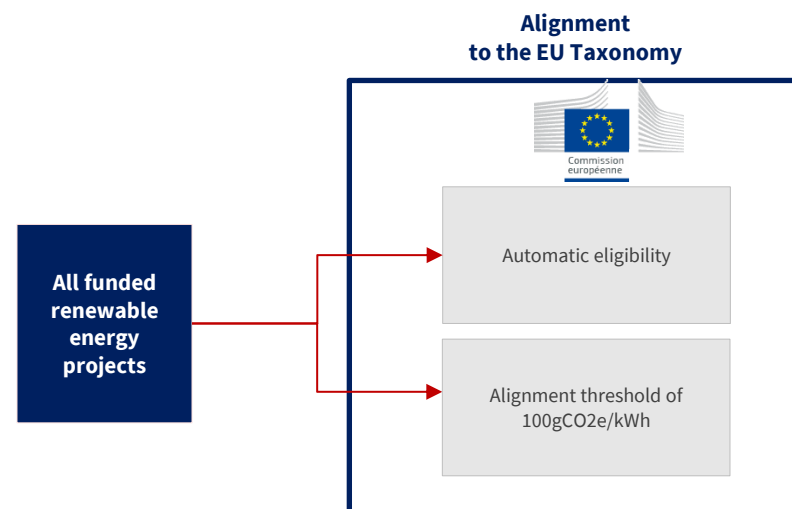 Alignment
to the EU Taxonomy
Commission
européenne
All funded
renewable
energy
projects
Automatic eligibility
Alignment threshold of
100gCO2e/kWh